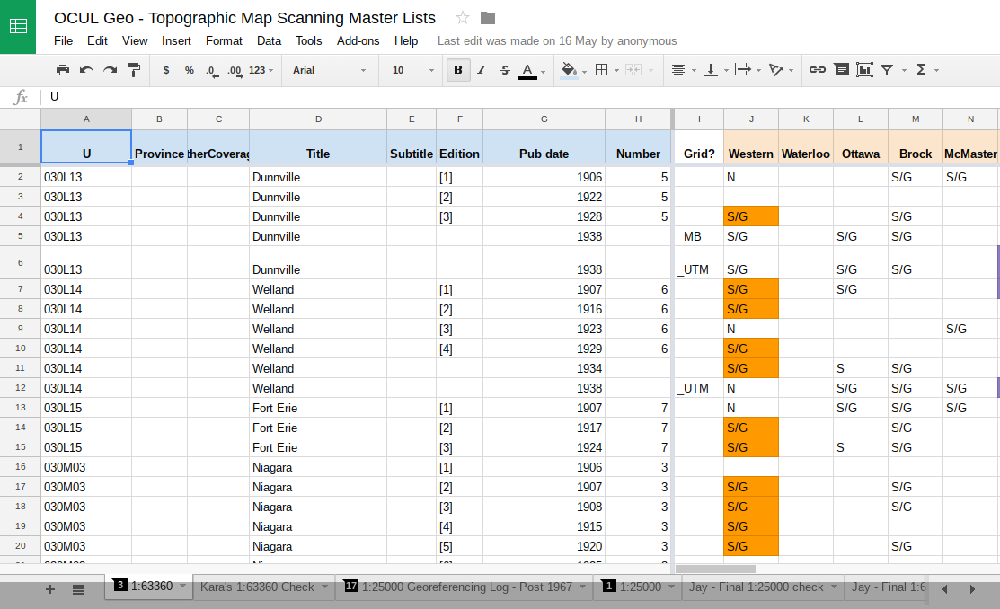 OCUL Geo - Topographic Map Scanning Master Lists
File Edit View Insert Format Data Tools Add-ons Help Last edit was made on 16 May by anonymous
$ % .0 .00 123 Arial 10 B I S A Σ
fx U
A B C D E F G H I J K L M N
1 U Province therCoverag Title Subtitle Edition Pub date Number Grid? Western Waterloo Ottawa Brock McMaster
2 030L13 Dunnville [1] 1906 5 N S/G S/G
3 030L13 Dunnville [2] 1922 5
4 030L13 Dunnville [3] 1928 5 S/G S/G
5 030L13 Dunnville 1938 _MB S/G S/G S/G
6 030L13 Dunnville 1938 _UTM S/G S/G S/G
7 030L14 Welland [1] 1907 6 S/G S/G
8 030L14 Welland [2] 1916 6 S/G
9 030L14 Welland [3] 1923 6 N S/G
10 030L14 Welland [4] 1929 6 S/G
11 030L14 Welland 1934 S/G S S/G
12 030L14 Welland 1938 _UTM N S/G S/G S/G
13 030L15 Fort Erie [1] 1907 7 N S/G S/G S/G
14 030L15 Fort Erie [2] 1917 7 S/G S/G
15 030L15 Fort Erie [3] 1924 7 S/G S S/G
16 030M03 Niagara [1] 1906 3
17 030M03 Niagara [2] 1907 3 S/G S/G
18 030M03 Niagara [3] 1908 3 S/G S/G
19 030M03 Niagara [4] 1915 3 S/G
20 030M03 Niagara [5] 1920 3 S/G S/G
+ 3 1:63360 Kara's 1:63360 Check 17 1:25000 Georeferencing Log - Post 1967 1 1:25000 Jay - Final 1:25000 check Jay - Final 1:6